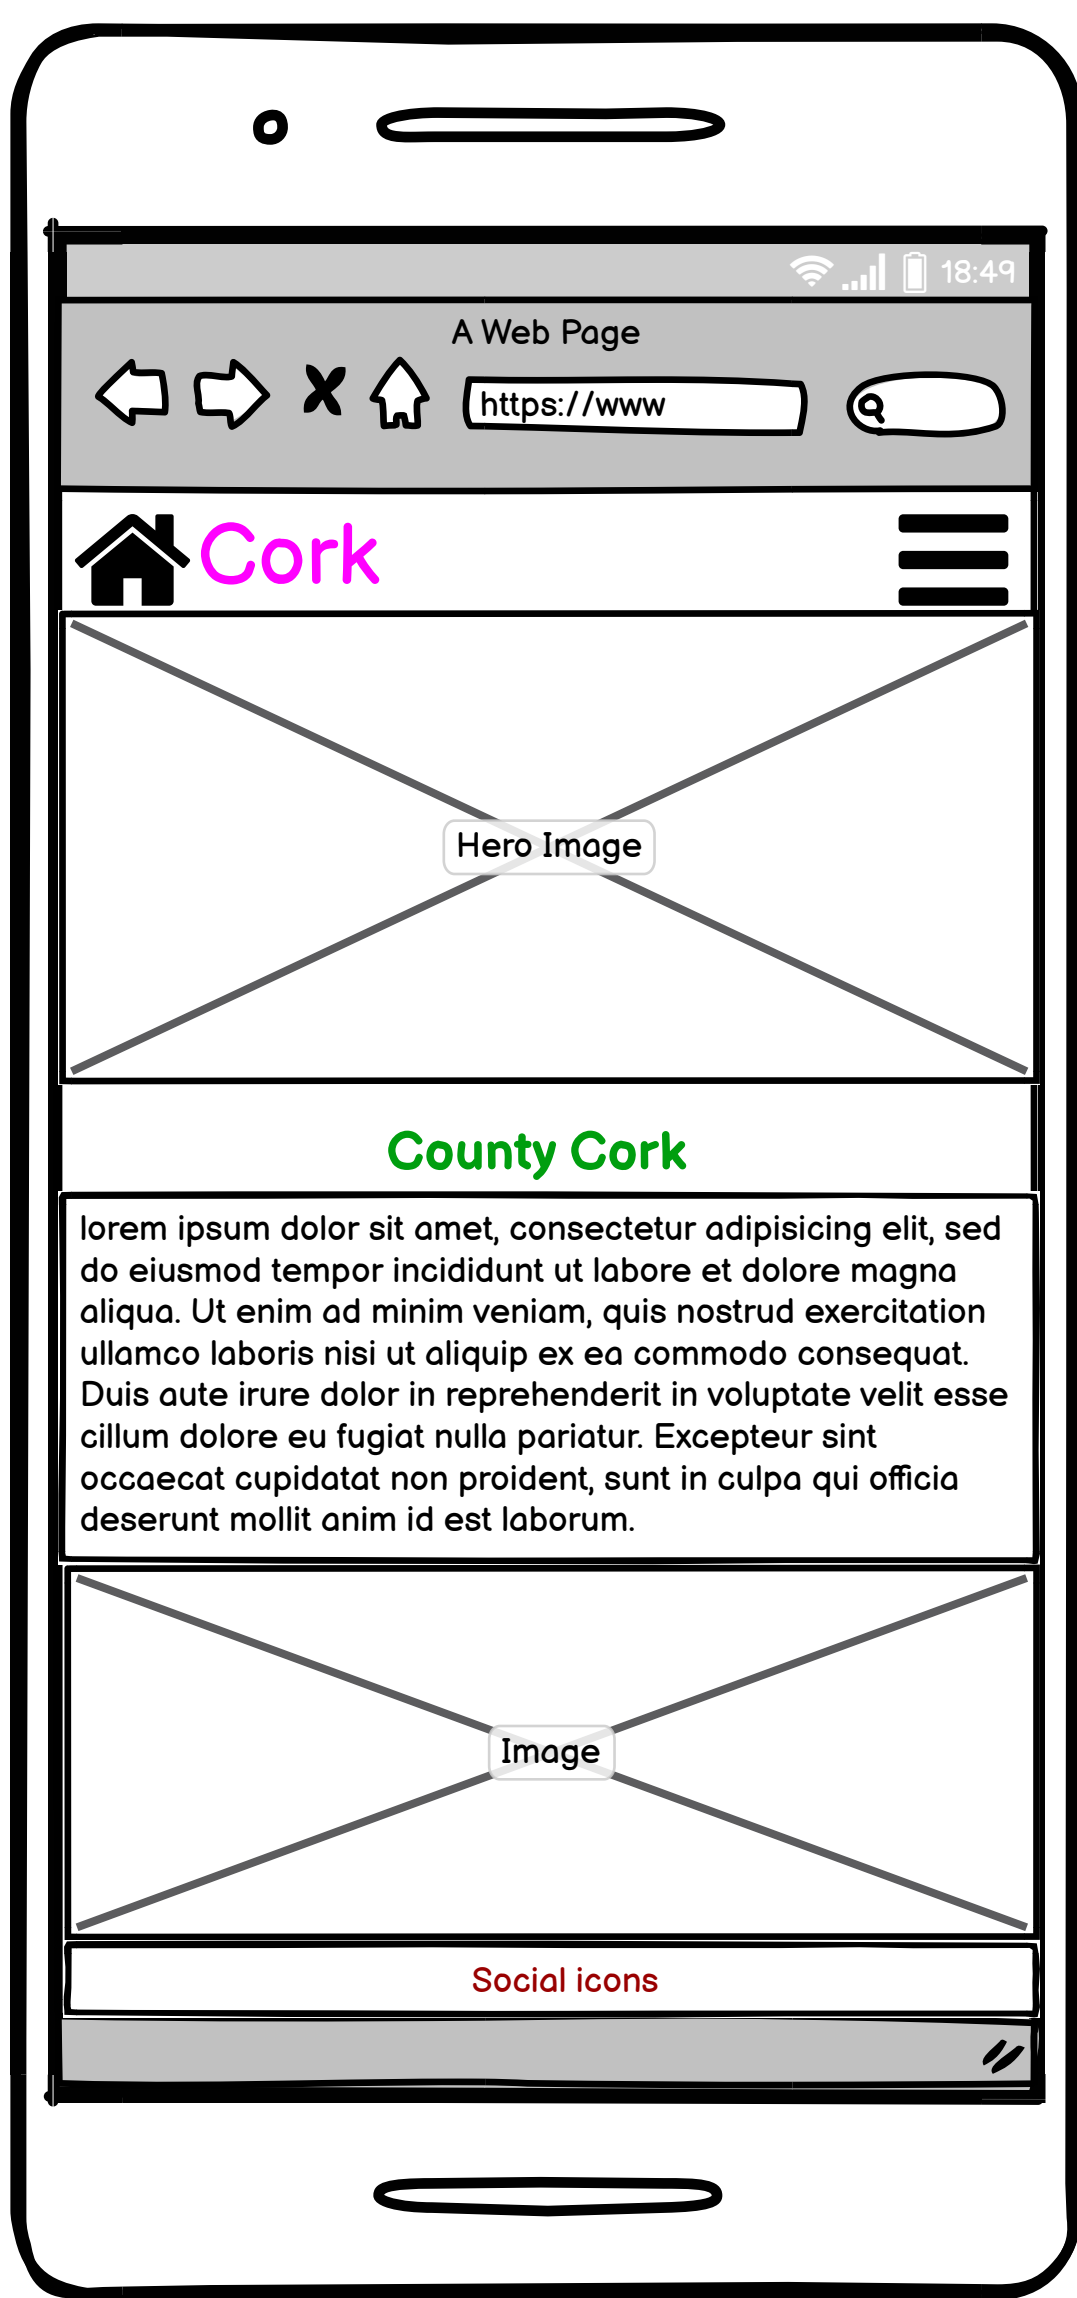 18:49
A Web Page
https://www
Cork
Hero Image
County Cork
lorem ipsum dolor sit amet, consectetur adipisicing elit, sed
do eiusmod tempor incididunt ut labore et dolore magna
aliqua. Ut enim ad minim veniam, quis nostrud exercitation
ullamco laboris nisi ut aliquip ex ea commodo consequat.
Duis aute irure dolor in reprehenderit in voluptate velit esse
cillum dolore eu fugiat nulla pariatur. Excepteur sint
occaecat cupidatat non proident, sunt in culpa qui officia
deserunt mollit anim id est laborum.
Image
Social icons